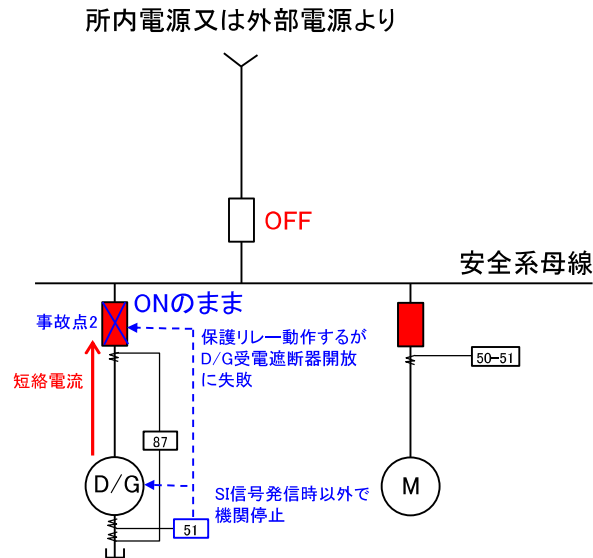 所内電源又は外部電源より
OFF
安全系母線
ONのまま
事故点2
保護リレー動作するが
D/G受電遮断器開放
に失敗
50-51
短絡電流
87
D/G
M
SI信号発信時以外で
機関停止
51